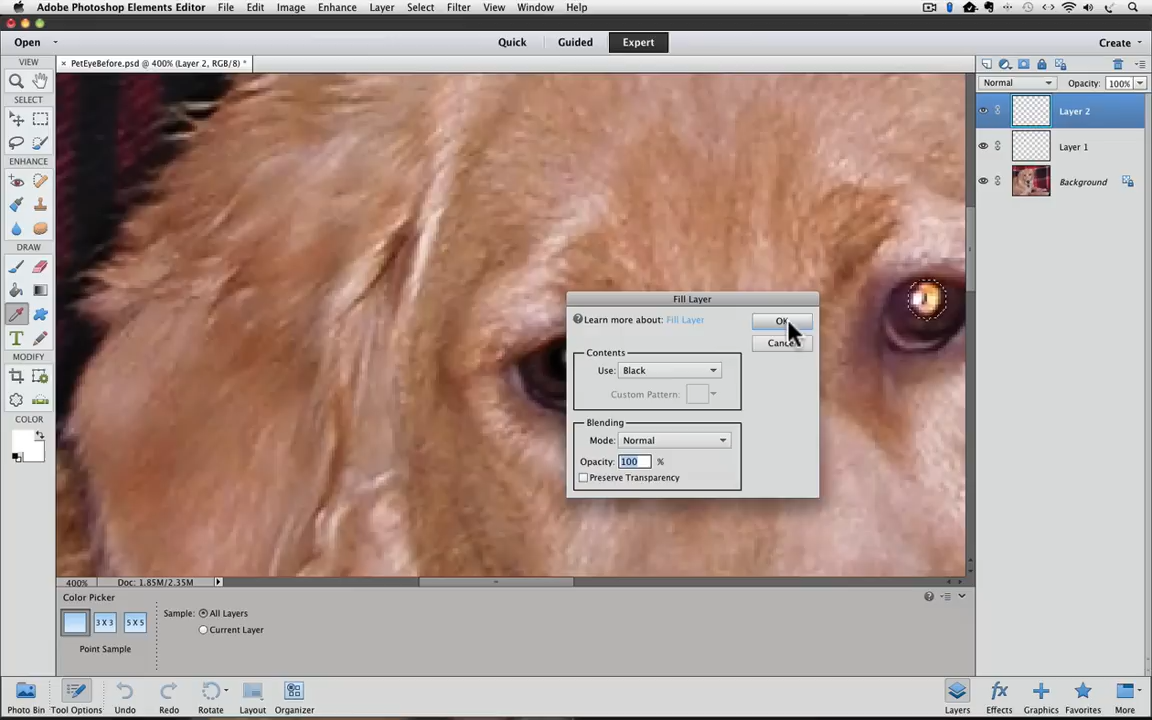 Adobe Photoshop Elements Editor File Edit Image Enhance Layer Select Filter View Window Help
Open Quick Guided Expert Create
VIEW PetEyeBefore.psd @ 400% (Layer 2, RGB/8) *
Normal Opacity: 100%
SELECT
Layer 2
Layer 1
ENHANCE
Background
DRAW
Fill Layer
Learn more about: Fill Layer OK
Cancel
Contents
Use: Black
MODIFY
Custom Pattern:
COLOR
Blending
Mode: Normal
Opacity: 100 %
Preserve Transparency
400% Doc: 1.85M/2.35M
Color Picker
Sample: All Layers
3 X 3 5 X 5
Current Layer
Point Sample
Photo Bin Tool Options Undo Redo Rotate Layout Organizer Layers Effects Graphics Favorites More